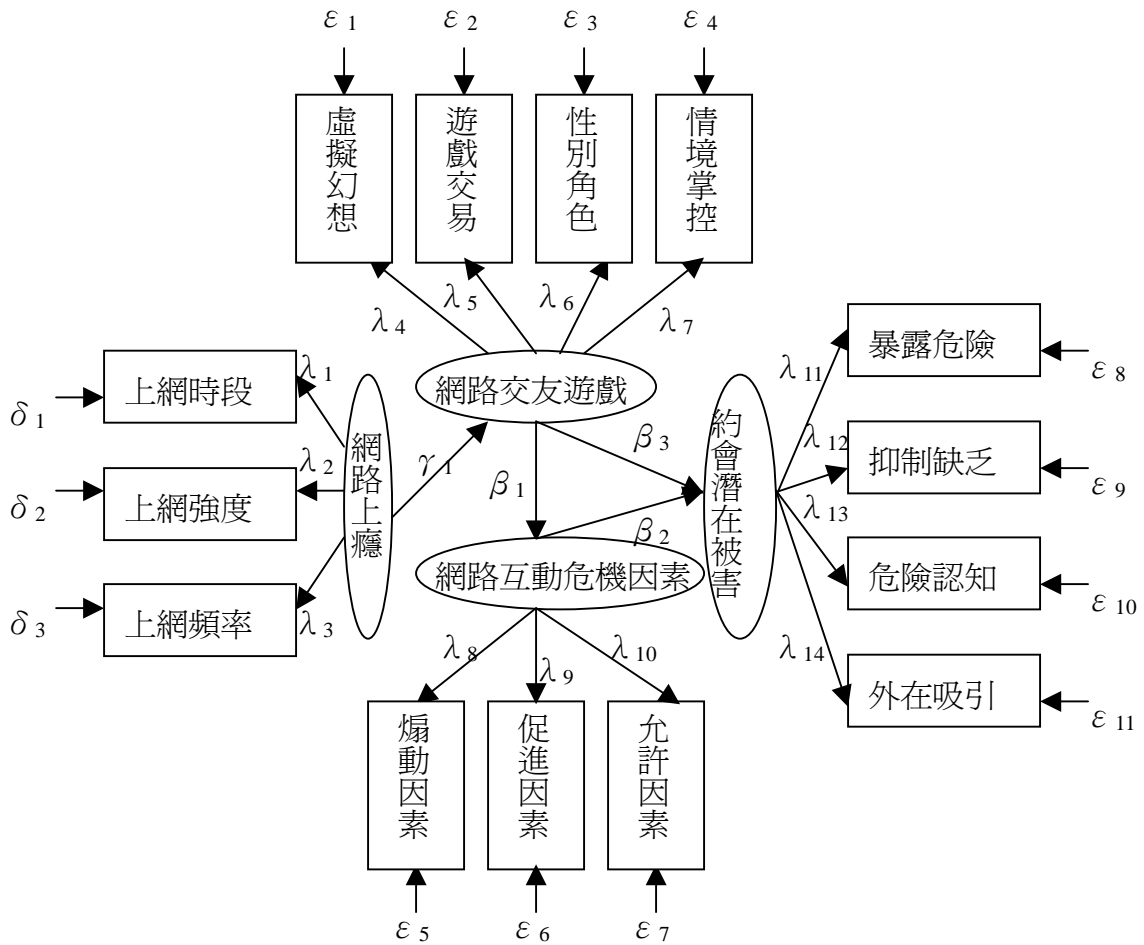 ε 1
ε 2
ε 3
ε 4
虛擬幻想
遊戲交易
性別角色
情境掌控
λ 4
λ 5
λ 6
λ 7
網路交友遊戲
上網時段
上網強度
上網頻率
δ 1
δ 2
δ 3
λ 1
λ 2
λ 3
網路上癮
γ 1
β 1
β 3
β 2
網路互動危機因素
約會潛在被害
λ 11
λ 12
λ 13
λ 14
暴露危險
抑制缺乏
危險認知
外在吸引
ε 8
ε 9
ε 10
ε 11
λ 8
λ 9
λ 10
煽動因素
促進因素
允許因素
ε 5
ε 6
ε 7